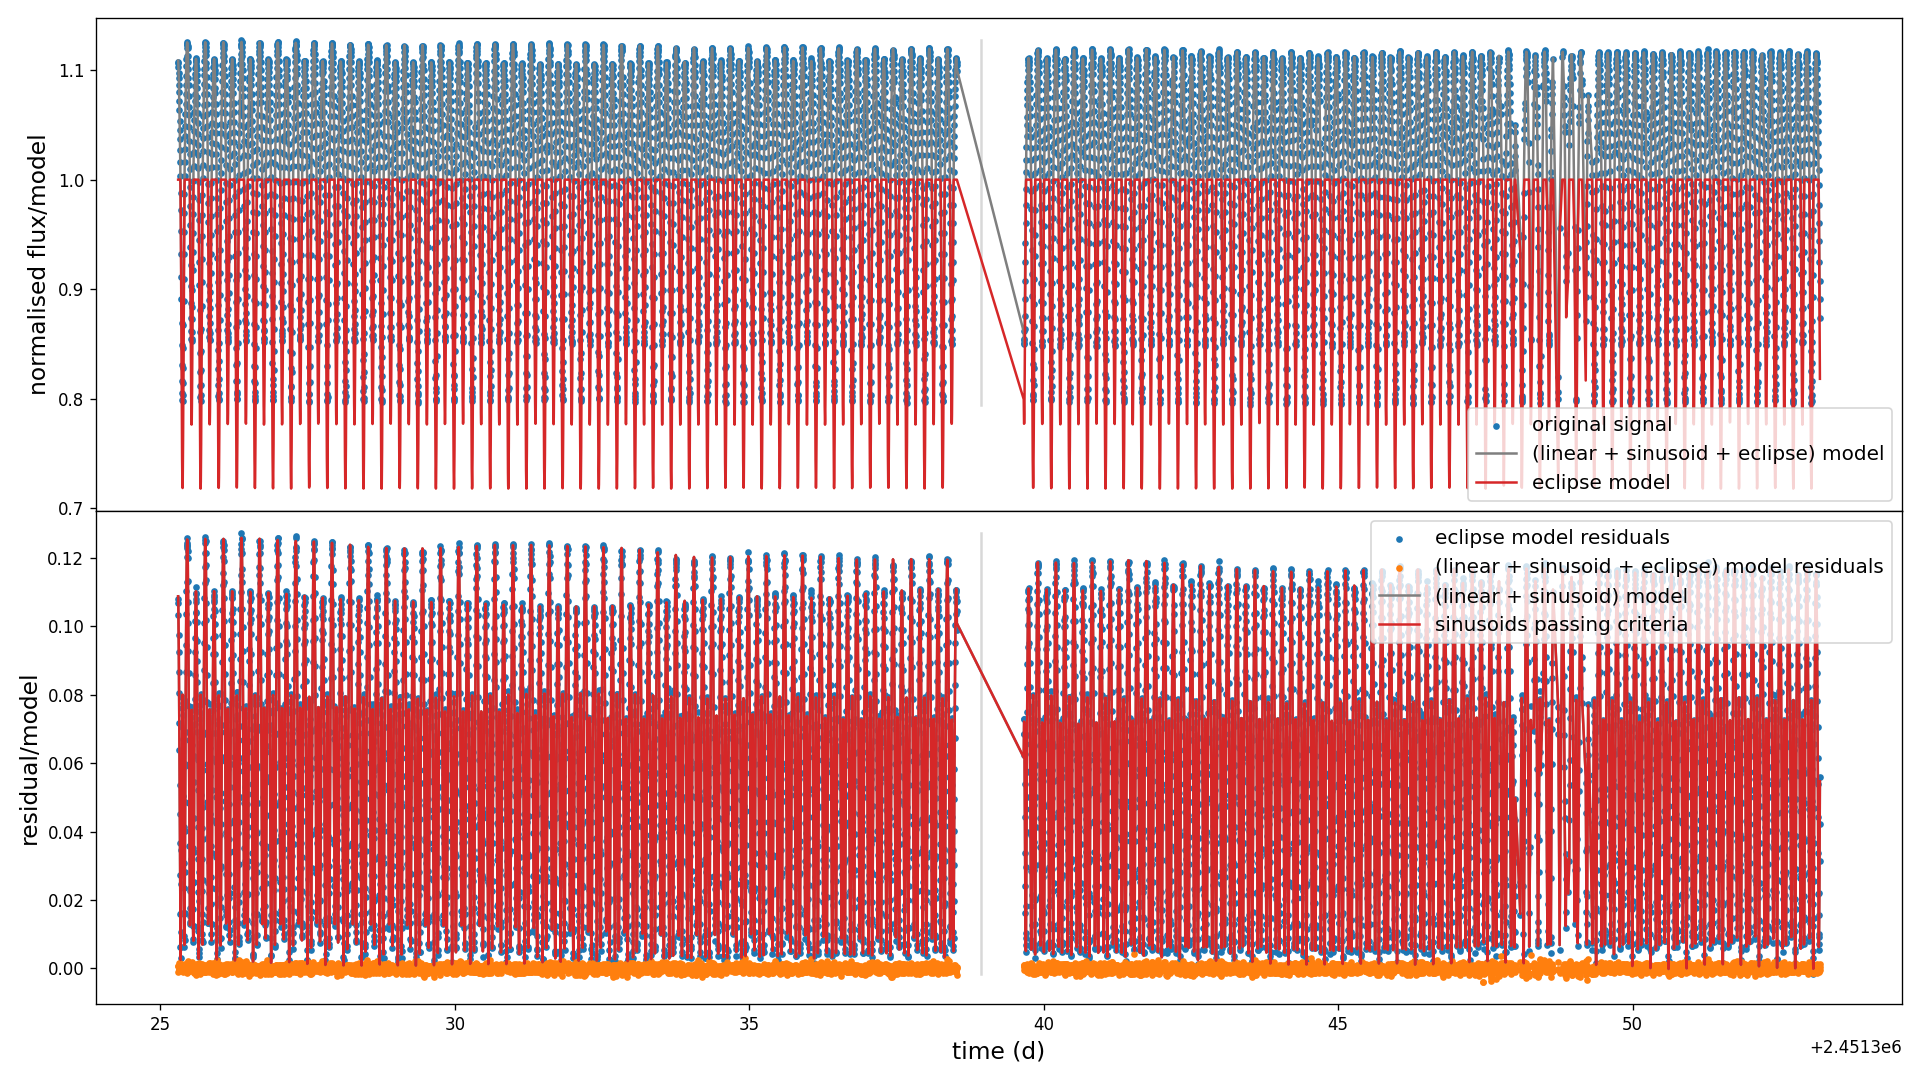 normalised flux/model
1.1
1.0
0.9
0.8
0.7
original signal
(linear + sinusoid + eclipse) model
eclipse model
residual/model
0.12
0.10
0.08
0.06
0.04
0.02
0.00
eclipse model residuals
(linear + sinusoid + eclipse) model residuals
(linear + sinusoid) model
sinusoids passing criteria
25
30
35
40
45
50
time (d)
+2.4513e6